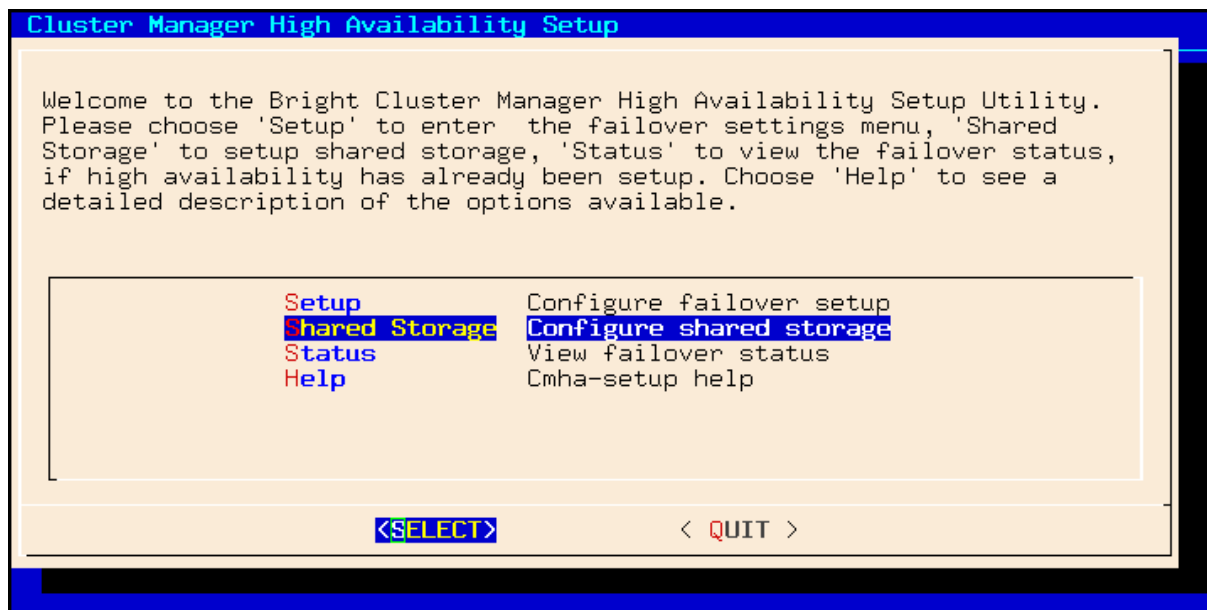 Cluster Manager High Availability Setup
Welcome to the Bright Cluster Manager High Availability Setup Utility.
Please choose 'Setup' to enter  the failover settings menu, 'Shared
Storage' to setup shared storage, 'Status' to view the failover status,
if high availability has already been setup. Choose 'Help' to see a
detailed description of the options available.
Setup Configure failover setup
Shared Storage Configure shared storage
Status View failover status
Help Cmha-setup help
<SELECT> < QUIT >